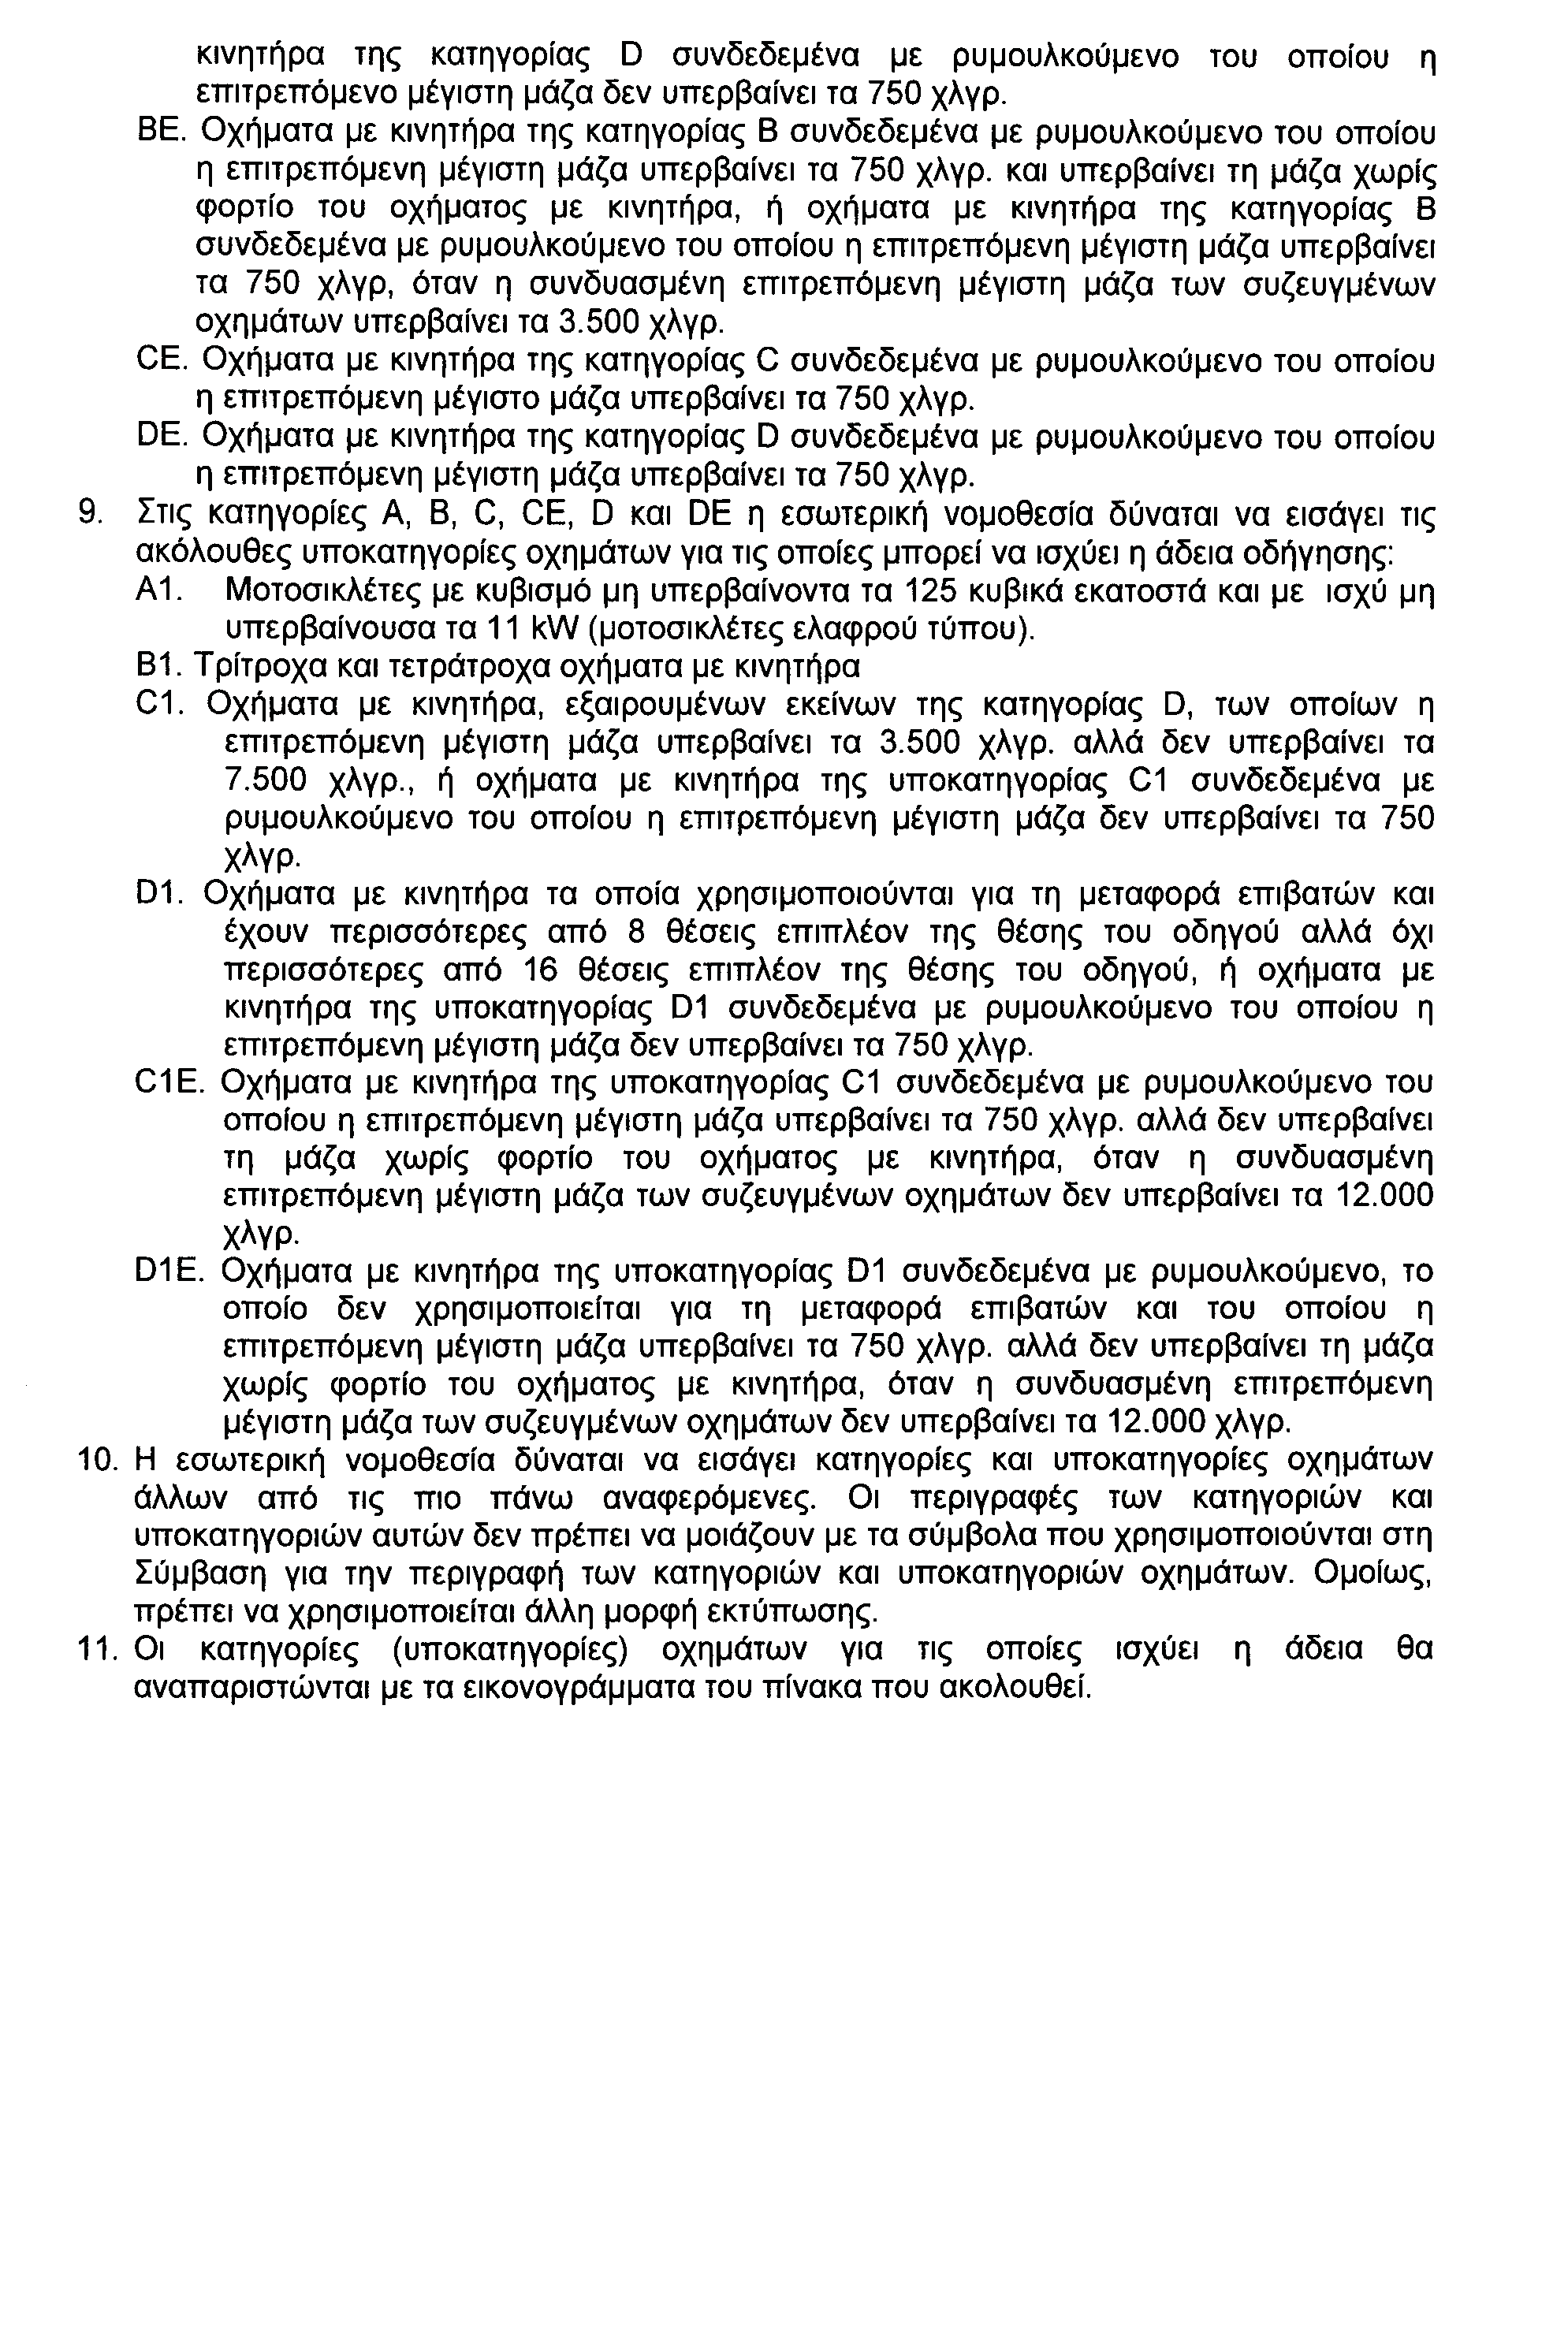 κινητήρα της κατηγορίας D συνδεδεμένα με ρυμουλκούμενο του οποίου η
επιτρεπόμενο μέγιστη μάζα δεν υπερβαίνει τα 750 χλγρ.
BE. Οχήματα με κινητήρα της κατηγορίας Β συνδεδεμένα με ρυμουλκούμενο του οποίου
η επιτρεπόμενη μέγιστη μάζα υπερβαίνει τα 750 χλγρ. και υπερβαίνει τη μάζα χωρίς
φορτίο του οχήματος με κινητήρα, ή οχήματα με κινητήρα της κατηγορίας Β
συνδεδεμένα με ρυμουλκούμενο του οποίου η επιτρεπόμενη μέγιστη μάζα υπερβαίνει
τα 750 χλγρ, όταν η συνδυασμένη επιτρεπόμενη μέγιστη μάζα των συζευγμένων
οχημάτων υπερβαίνει τα 3.500 χλγρ.
CE. Οχήματα με κινητήρα της κατηγορίας C συνδεδεμένα με ρυμουλκούμενο του οποίου
η επιτρεπόμενη μέγιστο μάζα υπερβαίνει τα 750 χλγρ.
DE. Οχήματα με κινητήρα της κατηγορίας D συνδεδεμένα με ρυμουλκούμενο του οποίου
η επιτρεπόμενη μέγιστη μάζα υπερβαίνει τα 750 χλγρ.
9. Στις κατηγορίες A, B, C, CE, D και DE η εσωτερική νομοθεσία δύναται να εισάγει τις
ακόλουθες υποκατηγορίες οχημάτων για τις οποίες μπορεί να ισχύει η άδεια οδήγησης:
A1. Μοτοσικλέτες με κυβισμό μη υπερβαίνοντα τα 125 κυβικά εκατοστά και με ισχύ μη
υπερβαίνουσα τα 11 kW (μοτοσικλέτες ελαφρού τύπου).
B1. Τρίτροχα και τετράτροχα οχήματα με κινητήρα
C1. Οχήματα με κινητήρα, εξαιρουμένων εκείνων της κατηγορίας D, των οποίων η
επιτρεπόμενη μέγιστη μάζα υπερβαίνει τα 3.500 χλγρ. αλλά δεν υπερβαίνει τα
7.500 χλγρ., ή οχήματα με κινητήρα της υποκατηγορίας C1 συνδεδεμένα με
ρυμουλκούμενο του οποίου η επιτρεπόμενη μέγιστη μάζα δεν υπερβαίνει τα 750
χλγρ.
D1. Οχήματα με κινητήρα τα οποία χρησιμοποιούνται για τη μεταφορά επιβατών και
έχουν περισσότερες από 8 θέσεις επιπλέον της θέσης του οδηγού αλλά όχι
περισσότερες από 16 θέσεις επιπλέον της θέσης του οδηγού, ή οχήματα με
κινητήρα της υποκατηγορίας D1 συνδεδεμένα με ρυμουλκούμενο του οποίου η
επιτρεπόμενη μέγιστη μάζα δεν υπερβαίνει τα 750 χλγρ.
C1E. Οχήματα με κινητήρα της υποκατηγορίας C1 συνδεδεμένα με ρυμουλκούμενο του
οποίου η επιτρεπόμενη μέγιστη μάζα υπερβαίνει τα 750 χλγρ. αλλά δεν υπερβαίνει
τη μάζα χωρίς φορτίο του οχήματος με κινητήρα, όταν η συνδυασμένη
επιτρεπόμενη μέγιστη μάζα των συζευγμένων οχημάτων δεν υπερβαίνει τα 12.000
χλγρ.
D1E. Οχήματα με κινητήρα της υποκατηγορίας D1 συνδεδεμένα με ρυμουλκούμενο, το
οποίο δεν χρησιμοποιείται για τη μεταφορά επιβατών και του οποίου η
επιτρεπόμενη μέγιστη μάζα υπερβαίνει τα 750 χλγρ. αλλά δεν υπερβαίνει τη μάζα
χωρίς φορτίο του οχήματος με κινητήρα, όταν η συνδυασμένη επιτρεπόμενη
μέγιστη μάζα των συζευγμένων οχημάτων δεν υπερβαίνει τα 12.000 χλγρ.
10. Η εσωτερική νομοθεσία δύναται να εισάγει κατηγορίες και υποκατηγορίες οχημάτων
άλλων από τις πιο πάνω αναφερόμενες. Οι περιγραφές των κατηγοριών και
υποκατηγοριών αυτών δεν πρέπει να μοιάζουν με τα σύμβολα που χρησιμοποιούνται στη
Σύμβαση για την περιγραφή των κατηγοριών και υποκατηγοριών οχημάτων. Ομοίως,
πρέπει να χρησιμοποιείται άλλη μορφή εκτύπωσης.
11. Οι κατηγορίες (υποκατηγορίες) οχημάτων για τις οποίες ισχύει η άδεια θα
αναπαριστώνται με τα εικονογράμματα του πίνακα που ακολουθεί.